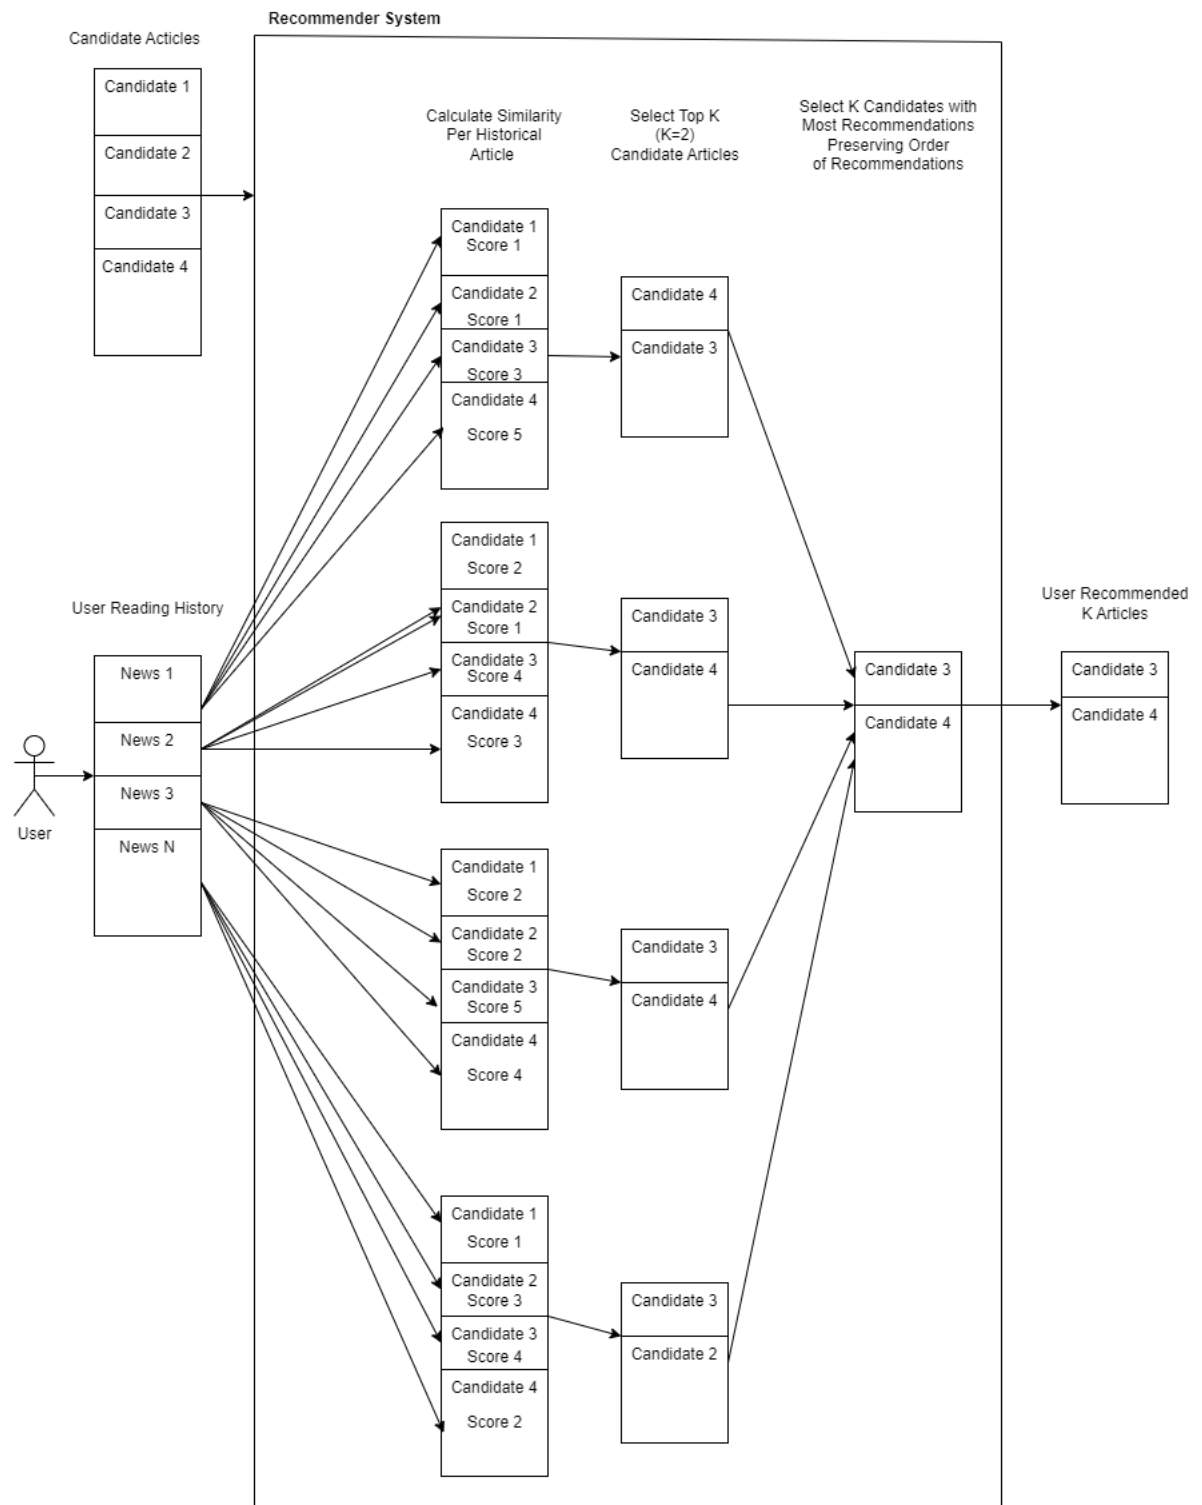 Recommender System
Candidate Acticles
Candidate 1
Candidate 2
Candidate 3
Candidate 4
Calculate Similarity
Per Historical
Article
Select Top K
(K=2)
Candidate Articles
Select K Candidates with
Most Recommendations
Preserving Order
of Recommendations
Candidate 1
Score 1
Candidate 2
Score 1
Candidate 3
Score 3
Candidate 4
Score 5
Candidate 4
Candidate 3
User Reading History
News 1
News 2
News 3
News N
User
Candidate 1
Score 2
Candidate 2
Score 1
Candidate 3
Score 4
Candidate 4
Score 3
Candidate 3
Candidate 4
Candidate 3
Candidate 4
User Recommended
K Articles
Candidate 3
Candidate 4
Candidate 1
Score 2
Candidate 2
Score 2
Candidate 3
Score 5
Candidate 4
Score 4
Candidate 3
Candidate 4
Candidate 1
Score 1
Candidate 2
Score 3
Candidate 3
Score 4
Candidate 4
Score 2
Candidate 3
Candidate 2